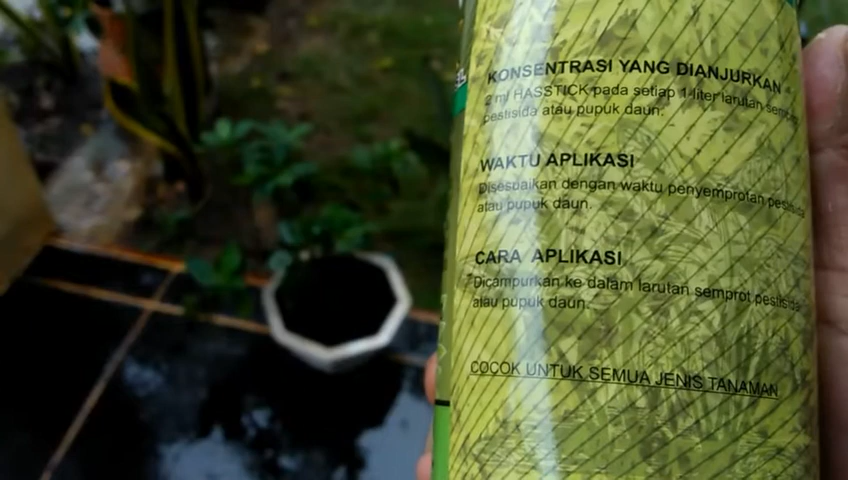 KONSENTRASI YANG DIANJURKAN
2 ml HASSTICK pada setiap 1 liter larutan
pestisida atau pupuk daun.
WAKTU APLIKASI
Disesuaikan dengan waktu penyemprotan pestisida
atau pupuk daun.
CARA APLIKASI
Dicampurkan ke dalam larutan semprot pestisida
atau pupuk daun.
COCOK UNTUK SEMUA JENIS TANAMAN